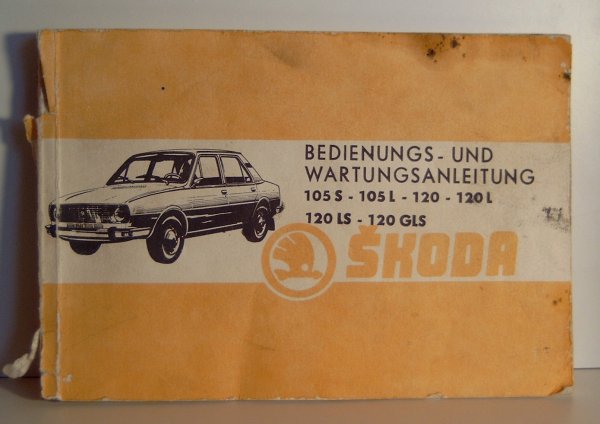 BEDIENUNGS- UND
WARTUNGSANLEITUNG
105 S - 105 L - 120 - 120 L
120 LS - 120 GLS
ŠKODA